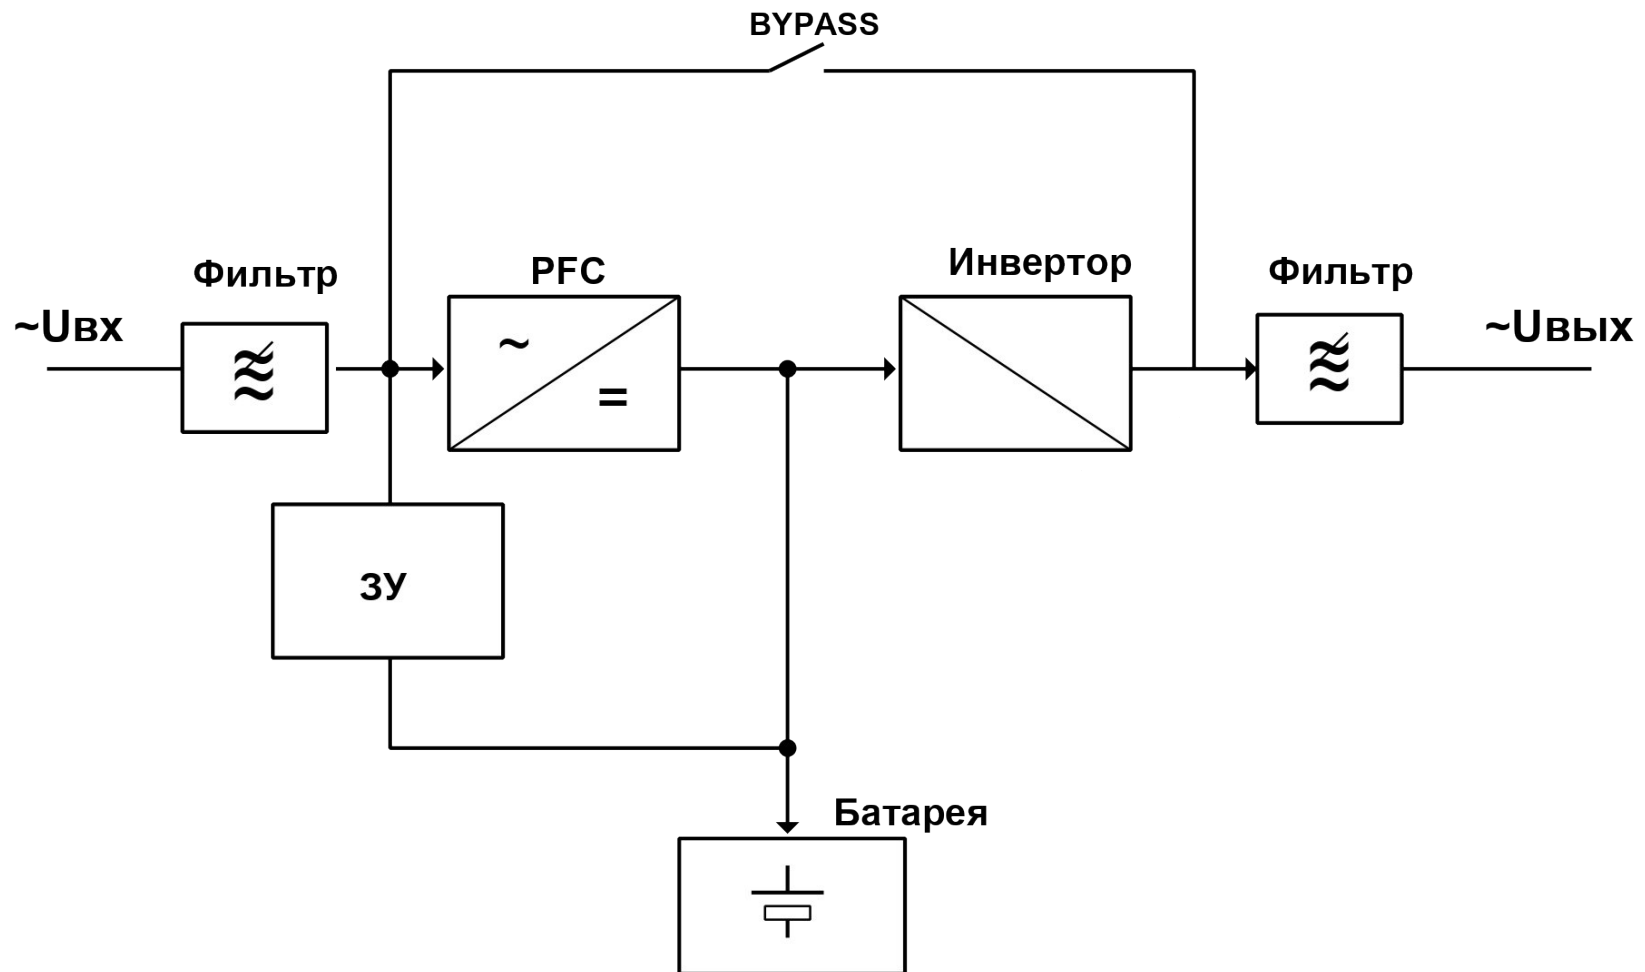 BYPASS
Фильтр
PFC
Инвертор
Фильтр
~Uвх
~Uвых
~
=
ЗУ
Батарея